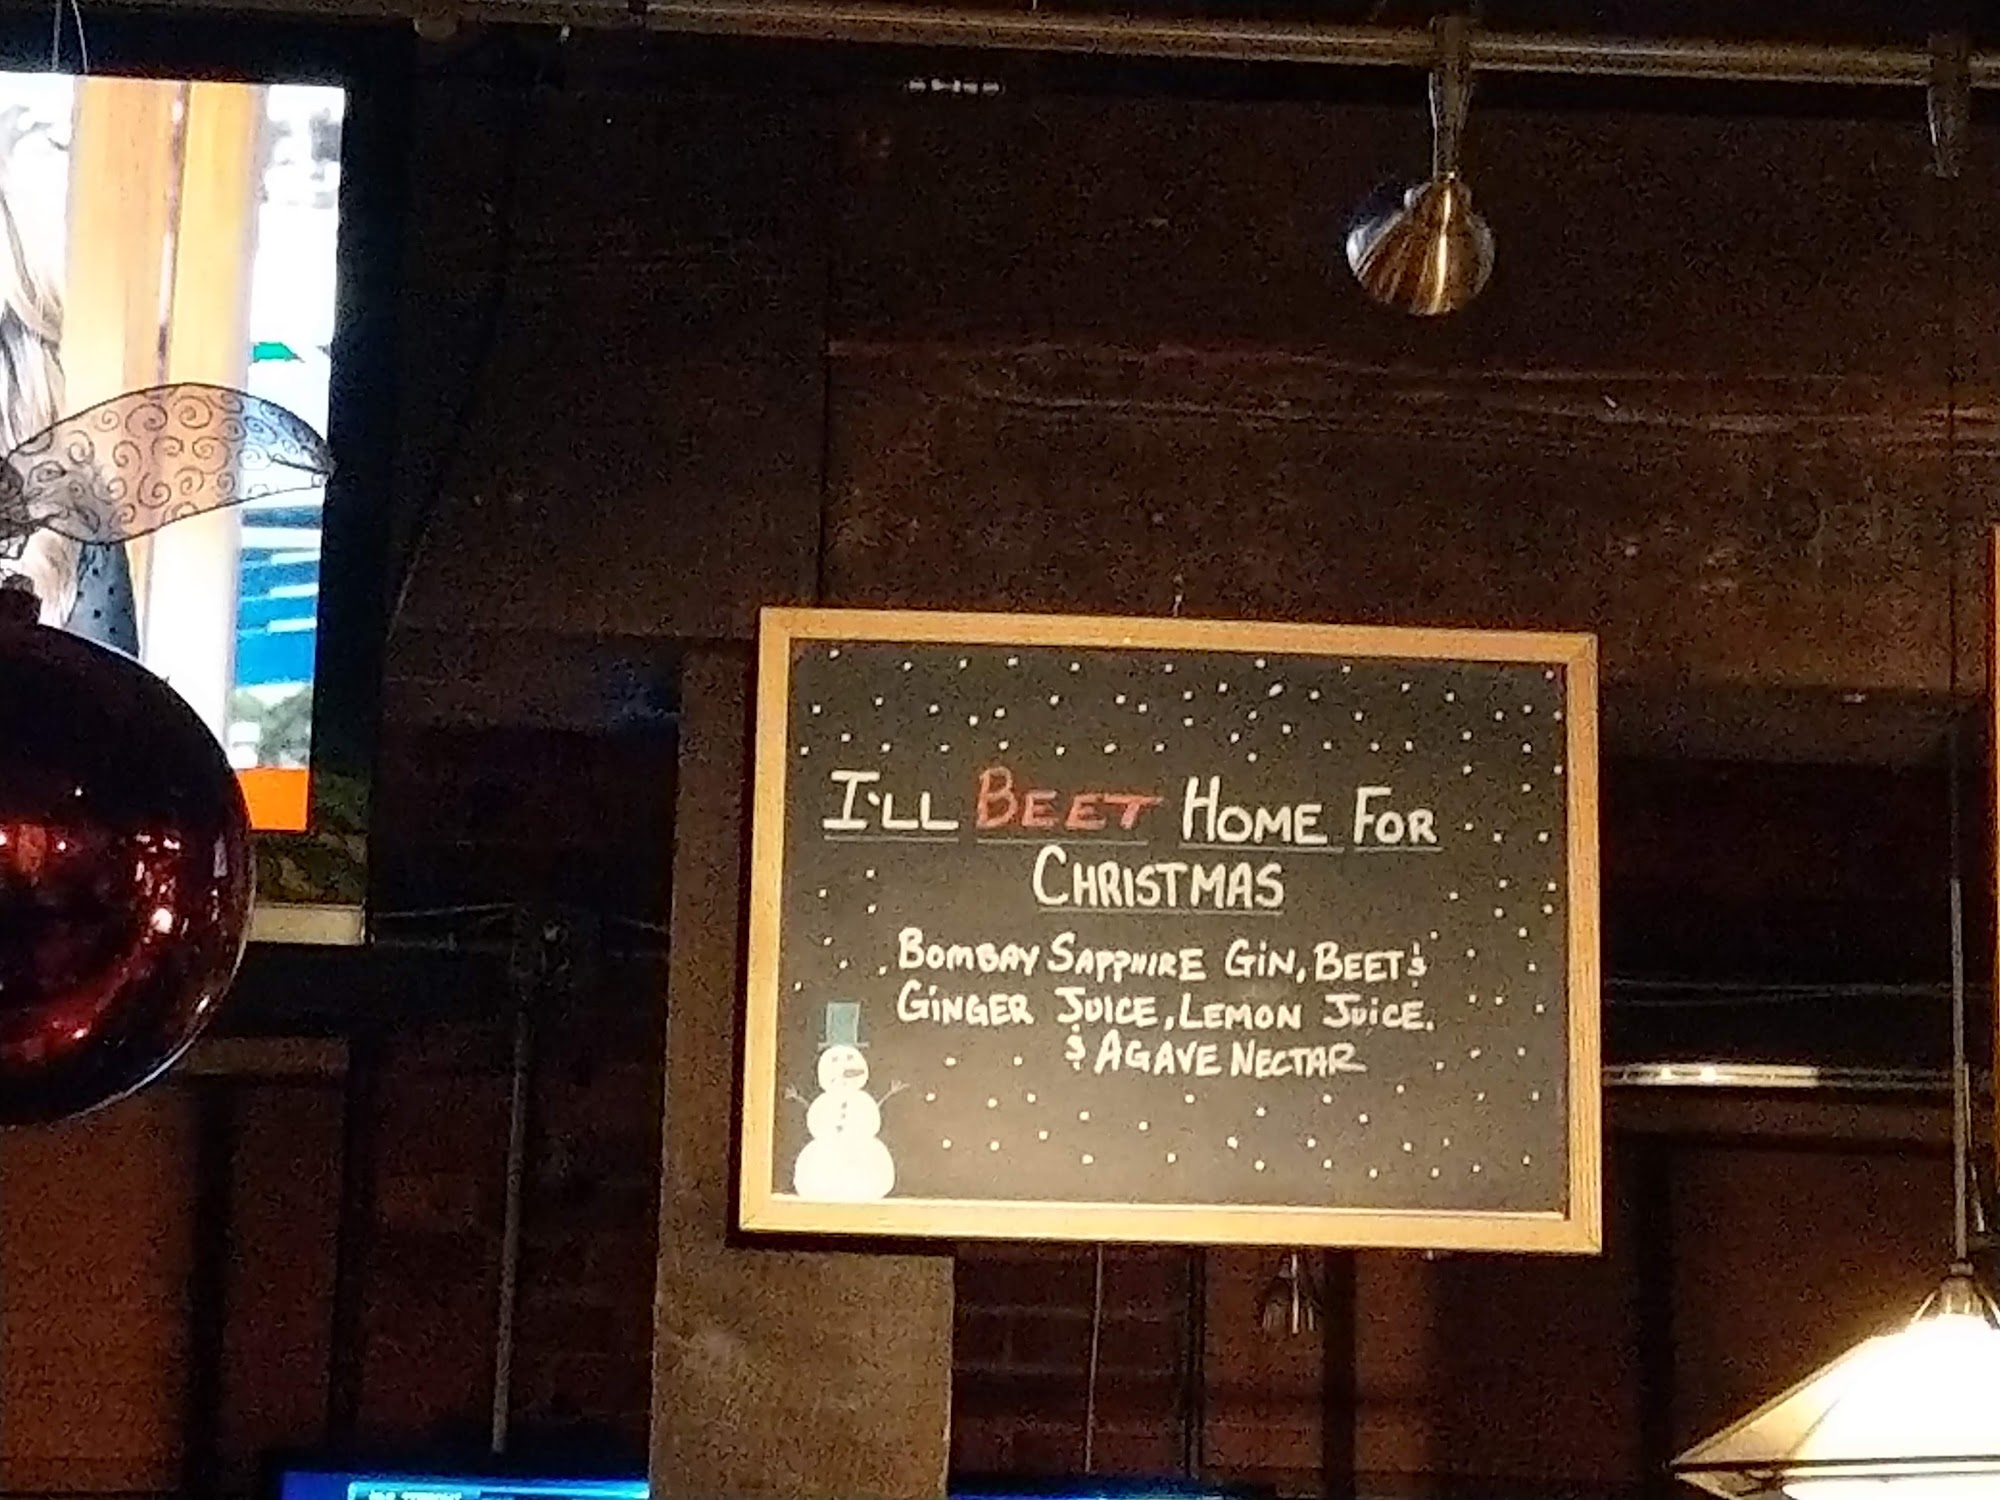 I'LL BEET HOME FOR
CHRISTMAS
BOMBAY SAPPHIRE GIN, BEET &
GINGER JUICE, LEMON JUICE.
& AGAVE NECTAR